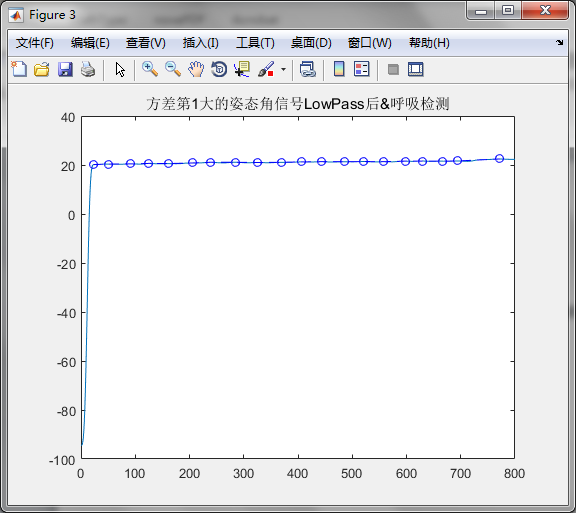 Figure 3
文件(F) 编辑(E) 查看(V) 插入(I) 工具(T) 桌面(D) 窗口(W) 帮助(H)
方差第1大的姿态角信号LowPass后&呼吸检测
40
20
0
-20
-40
-60
-80
-100
0 100 200 300 400 500 600 700 800